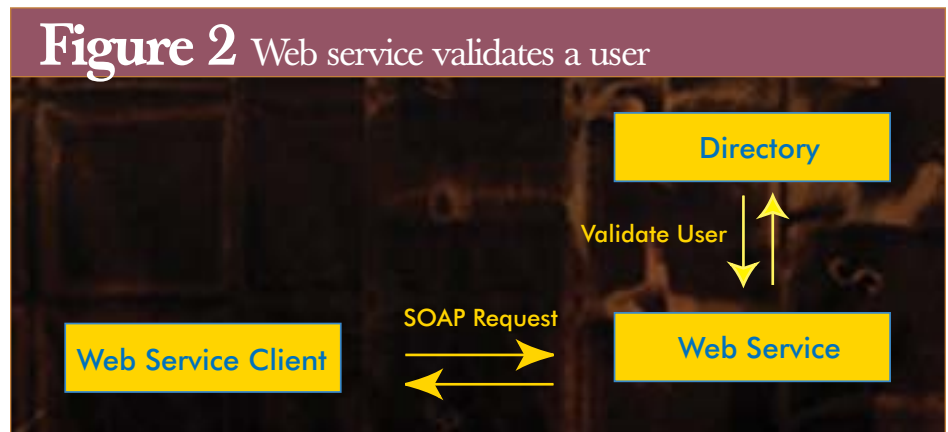 Figure 2 Web service validates a user
Directory
Validate User
SOAP Request
Web Service Client
Web Service